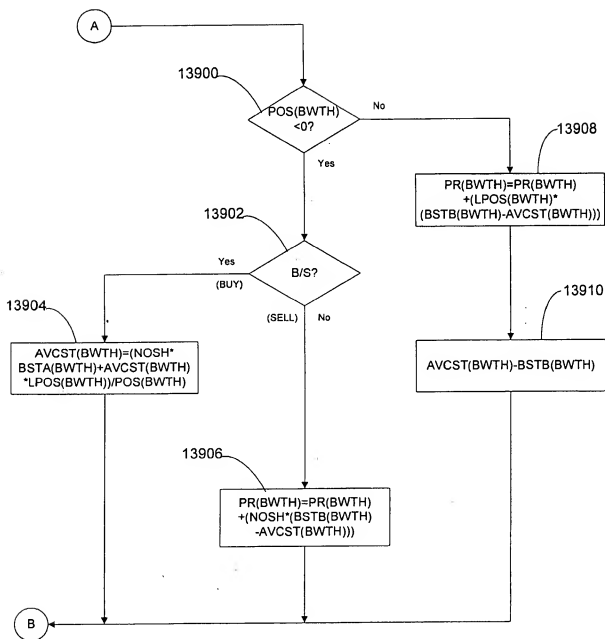 A
13900
POS(BWTH)
<0?
No
Yes
13908
PR(BWTH)=PR(BWTH)
+(LPOS(BWTH)*
(BSTB(BWTH)-AVCST(BWTH)))
13902
B/S?
Yes
(BUY)
(SELL)
No
13904
AVCST(BWTH)=(NOSH*
BSTA(BWTH)+AVCST(BWTH)
*LPOS(BWTH))/POS(BWTH)
13910
AVCST(BWTH)-BSTB(BWTH)
13906
PR(BWTH)=PR(BWTH)
+(NOSH*(BSTB(BWTH)
-AVCST(BWTH)))
B